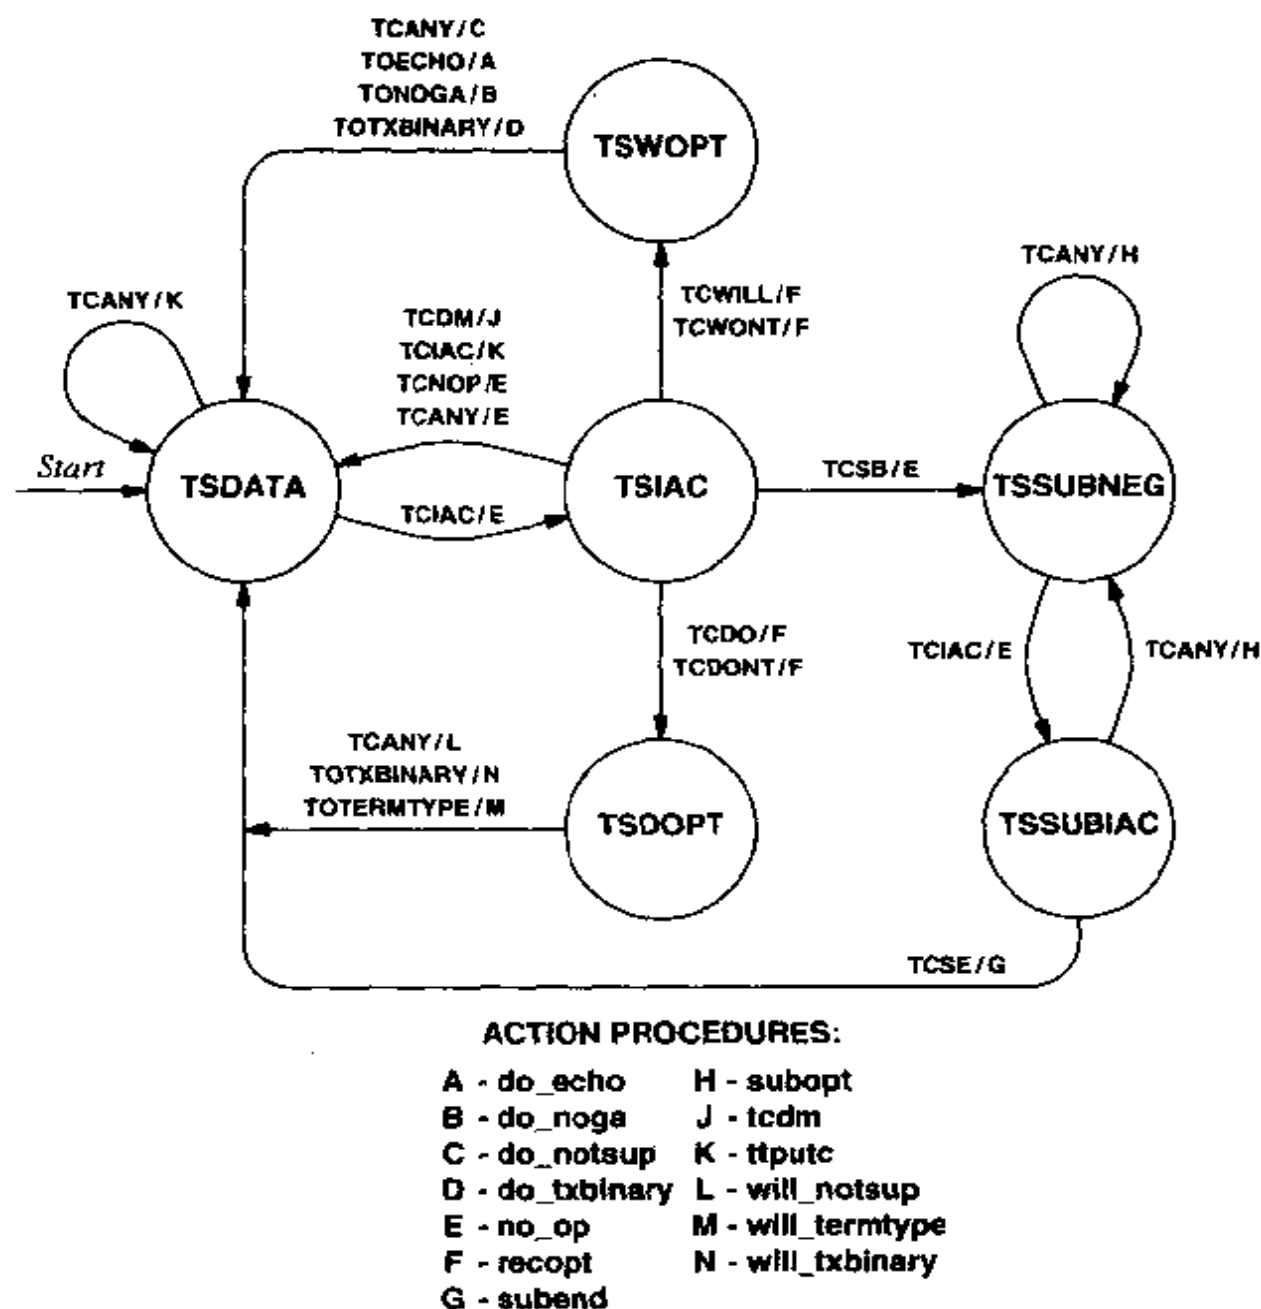 TCANY/C
TOECHO/A
TONOGA/B
TOTXBINARY/D
TSWOPT
TCANY/H
TCANY/K
TCWILL/F
TCWONT/F
TCDM/J
TCIAC/K
TCNOP/E
TCANY/E
Start
TSDATA
TSIAC
TCSB/E
TSSUBNEG
TCIAC/E
TCDO/F
TCDONT/F
TCIAC/E
TCANY/H
TCANY/L
TOTXBINARY/N
TOTERMTYPE/M
TSDOPT
TSSUBIAC
TCSE/G
ACTION PROCEDURES:
A - do_echo H - subopt
B - do_noga J - tcdm
C - do_notsup K - ttputc
D - do_txbinary L - will_notsup
E - no_op M - will_termtype
F - recopt N - will_txbinary
G - subend